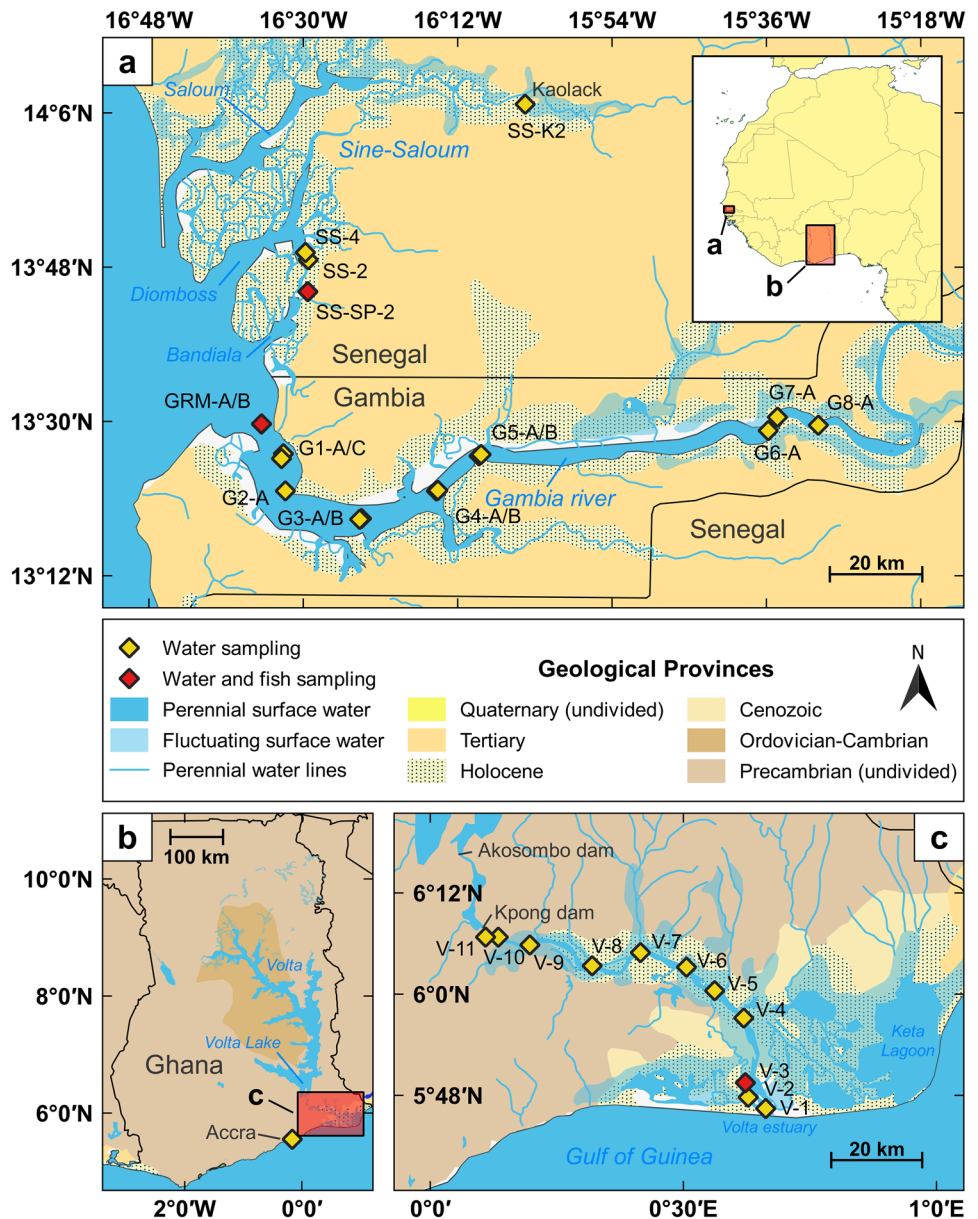 16°48′W 16°30′W 16°12′W 15°54′W 15°36′W 15°18′W
a
Saloum
Kaolack
14°6′N
SS-K2
Sine-Saloum
SS-4
a
13°48′N
SS-2
b
Diomboss
SS-SP-2
Bandiala
Senegal
Gambia
G7-A
GRM-A/B
G8-A
13°30′N
G5-A/B
G1-A/C
G6-A
G2-A
Gambia river
G3-A/B
G4-A/B
Senegal
20 km
13°12′N
Water sampling
Water and fish sampling
Perennial surface water
Fluctuating surface water
Perennial water lines
Geological Provinces
Quaternary (undivided)
Tertiary
Holocene
Cenozoic
Ordovician-Cambrian
Precambrian (undivided)
N
b
100 km
10°0′N
Volta
8°0′N
Volta Lake
Ghana
c
6°0′N
Accra
2°0′W 0°0′
c
Akosombo dam
6°12′N
Kpong dam
V-11
V-10
V-9
V-8
V-7
V-6
6°0′N
V-5
V-4
Keta
Lagoon
V-3
5°48′N
V-2
V-1
Volta estuary
Gulf of Guinea
20 km
0°0′ 0°30′E 1°0′E